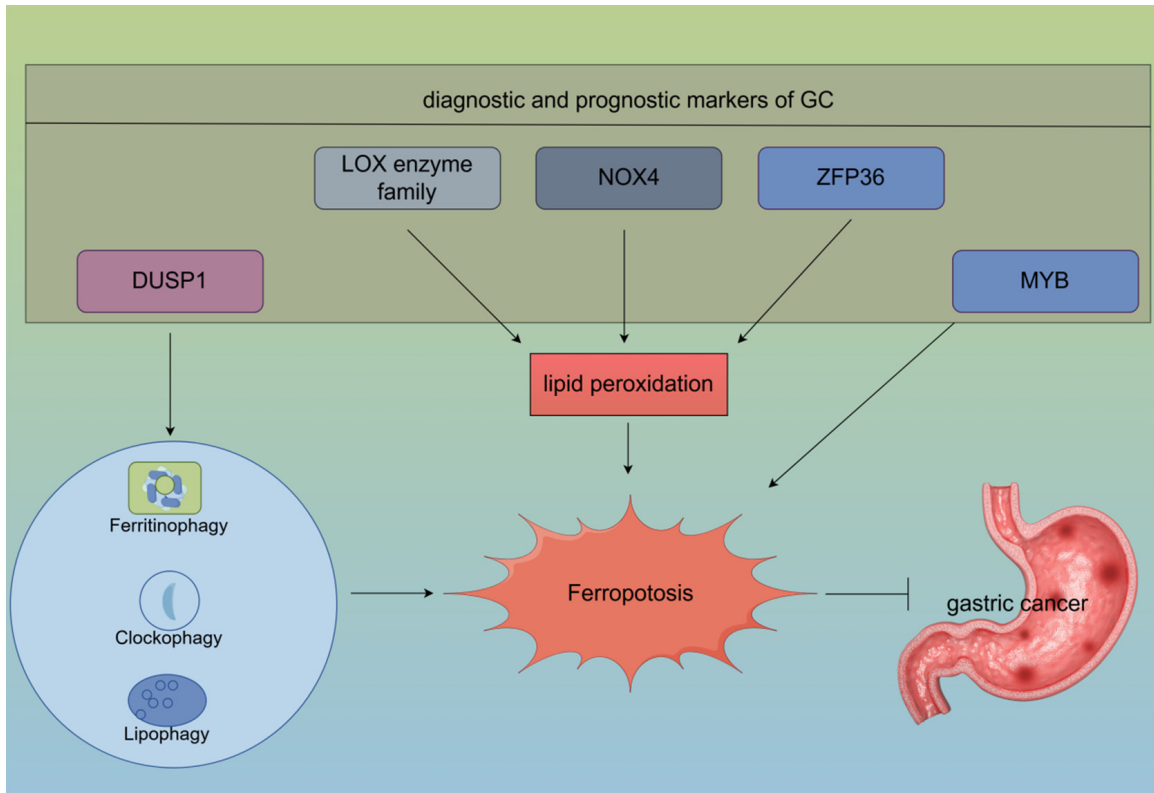 diagnostic and prognostic markers of GC
LOX enzyme
family
NOX4
ZFP36
DUSP1
MYB
lipid peroxidation
Ferritinophagy
Clockophagy
Lipophagy
Ferropotosis
gastric cancer